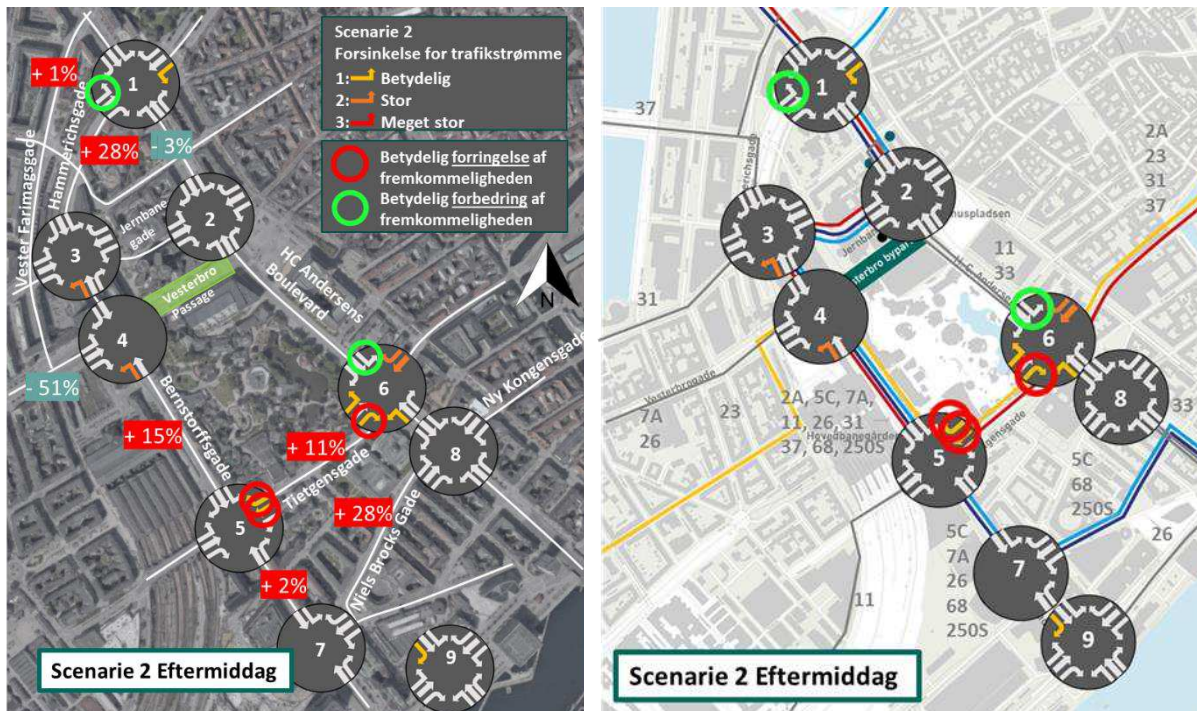 Scenarie 2
Forsinkelse for trafikstrømme
1:
Betydelig
2:
Stor
3:
Meget stor
Betydelig forringelse af
fremkommeligheden
Betydelig forbedring af
fremkommeligheden
+ 1%
+ 28%
- 3%
Vester Farimagsgade
Hammerichsgade
Jernbane
gade
1
2
3
4
Vesterbro
Passage
HC Andersens
Boulevard
N
- 51%
Bernstorffsgade
+ 15%
+ 11%
Tietgensgade
6
Ny Kongensgade
8
5
+ 28%
+ 2%
Niels Brocks Gade
7
9
Scenarie 2 Eftermiddag
37
1
2A
23
31
37
2
3
11
33
31
4
6
8
33
7A
26
23
2A, 5C, 7A,
11, 26, 31
37, 68, 250S
5
5C
68
250S
26
5C
7A
26
68
250S
7
11
9
Vesterbrogade
Scenarie 2 Eftermiddag